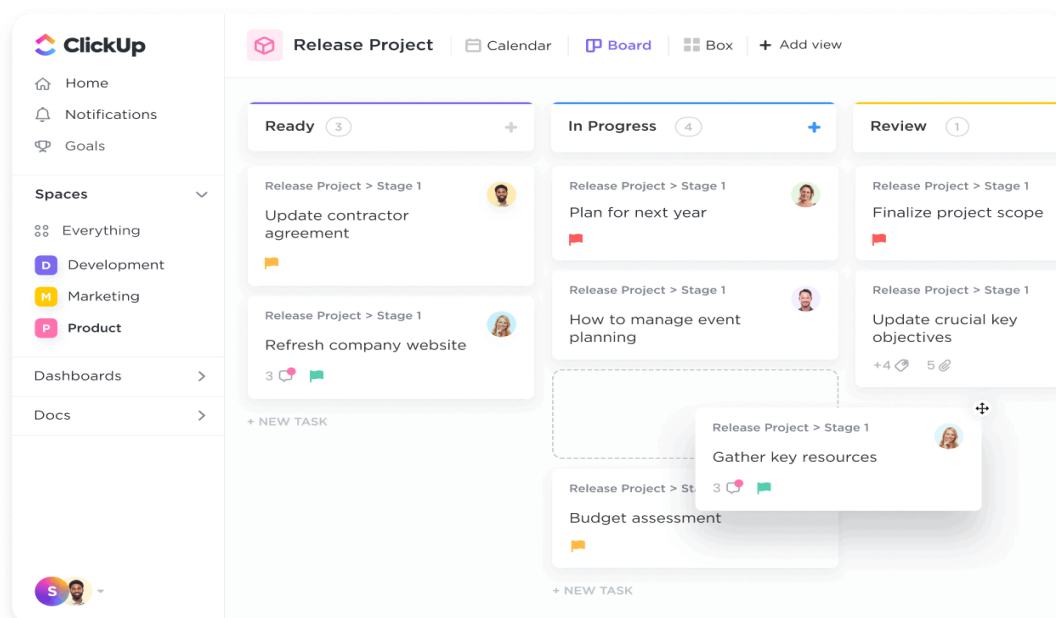 ClickUp
Home
Notifications
Goals
Spaces
Everything
D Development
M Marketing
P Product
Dashboards
Docs
S
Release Project
Calendar
Board
Box
+ Add view
Ready 3 +
Release Project > Stage 1
Update contractor
agreement
Release Project > Stage 1
Refresh company website
3
+ NEW TASK
In Progress 4 +
Release Project > Stage 1
Plan for next year
Release Project > Stage 1
How to manage event
planning
Release Project > Stage 1
Gather key resources
3
Release Project > St
Budget assessment
+ NEW TASK
Review 1
Release Project > Stage 1
Finalize project scope
Release Project > Stage 1
Update crucial key
objectives
+4 5